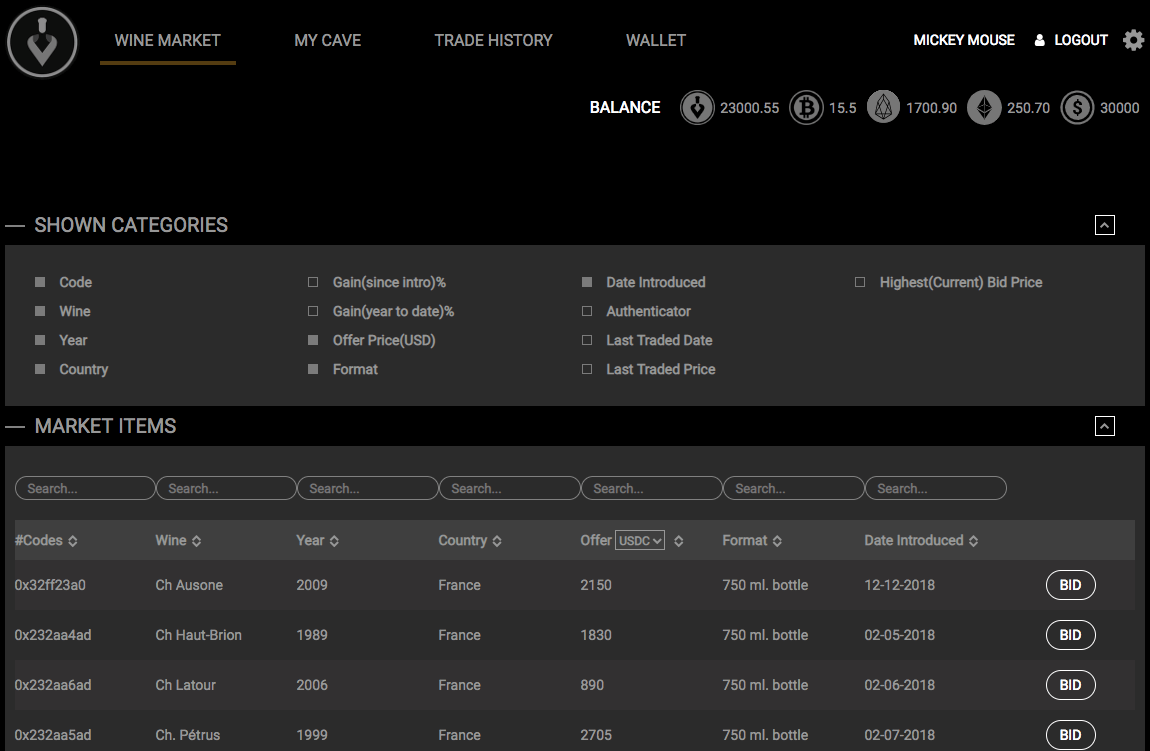 WINE MARKET MY CAVE TRADE HISTORY WALLET MICKEY MOUSE LOGOUT
BALANCE 23000.55 15.5 1700.90 250.70 30000
SHOWN CATEGORIES
Code Gain(since intro)% Date Introduced Highest(Current) Bid Price
Wine Gain(year to date)% Authenticator
Year Offer Price(USD) Last Traded Date
Country Format Last Traded Price
MARKET ITEMS
Search... Search... Search... Search... Search... Search... Search...
#Codes Wine Year Country Offer USDC Format Date Introduced
0x32ff23a0 Ch Ausone 2009 France 2150 750 ml. bottle 12-12-2018 BID
0x232aa4ad Ch Haut-Brion 1989 France 1830 750 ml. bottle 02-05-2018 BID
0x232aa6ad Ch Latour 2006 France 890 750 ml. bottle 02-06-2018 BID
0x232aa5ad Ch. Pétrus 1999 France 2705 750 ml. bottle 02-07-2018 BID